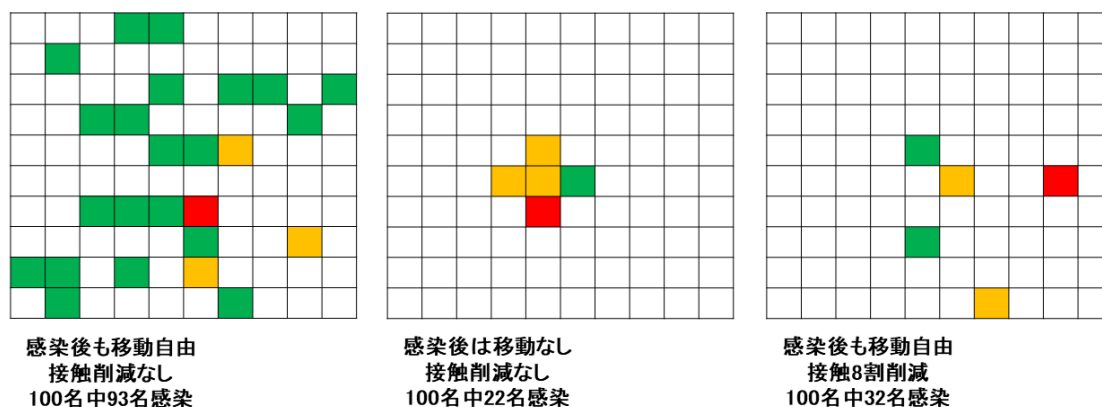 感染後も移動自由
接触削減なし
100名中93名感染
感染後は移動なし
接触削減なし
100名中22名感染
感染後も移動自由
接触8割削減
100名中32名感染